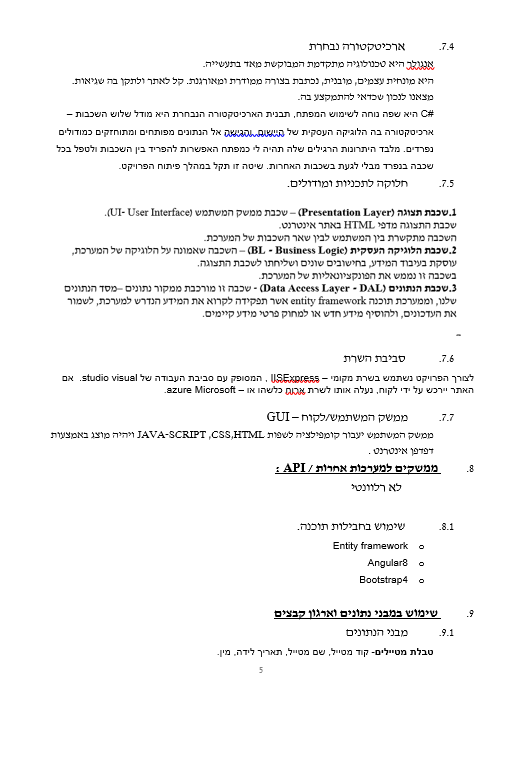 7.4. ארכיטקטורה נבחרת
אנגולר היא טכנולוגיה מתקדמת המבוקשת מאד בתעשייה.
היא מונחית עצמים, מובנית, נכתבת בצורה ממודרת ומאורגנת. קל לאתר ולתקן בה שגיאות.
מצאנו לנכון שכדאי להתמקצע בה.
C# היא שפה נוחה לשימוש המפתח, תבנית הארכיטקטורה הנבחרת היא מודל שלוש השכבות –
ארכיטקטורה בה הלוגיקה העסקית של היישום, והגישה אל הנתונים מפותחים ומתוחזקים כמודולים
נפרדים. מלבד היתרונות הרגילים שלה תהיה לי כמפתח האפשרות להפריד בין השכבות ולטפל בכל
שכבה בנפרד מבלי לגעת בשכבות האחרות. שיטה זו תקל במהלך פיתוח הפרויקט.
7.5. חלוקה לתכניות ומודולים.
1.שכבת תצוגה (Presentation Layer) – שכבת ממשק המשתמש (UI- User Interface).
שכבת התצוגה מדפי HTML באתר אינטרנט.
השכבה מתקשרת בין המשתמש לבין שאר השכבות של המערכת.
2.שכבת הלוגיקה העסקית (BL - Business Logic) – השכבה שאמונה על הלוגיקה של המערכת,
עוסקת בעיבוד המידע, בחישובים שונים ושליחתו לשכבת התצוגה.
בשכבה זו נממש את הפונקציונאליות של המערכת.
3.שכבת הנתונים (Data Access Layer - DAL) - שכבה זו מורכבת ממקור נתונים –מסד הנתונים
שלנו, וממערכת תוכנה entity framework אשר תפקידה לקרוא את המידע הנדרש למערכת, לשמור
את העדכונים, ולהוסיף מידע חדש או למחוק פרטי מידע קיימים.
–
7.6. סביבת השרת
לצורך הפרויקט נשתמש בשרת מקומי – IISExpress , המסופק עם סביבת העבודה של studio visual. אם
האתר יירכש על ידי לקוח, נעלה אותו לשרת ארוח כלשהו או – azure Microsoft.
7.7. ממשק המשתמש/לקוח – GUI
ממשק המשתמש יעבור קומפילציה לשפות JAVA-SCRIPT ,CSS,HTML ויהיה מוצג באמצעות
דפדפן אינטרנט .
8. ממשקים למערכות אחרות / API :
לא רלוונטי
8.1. שימוש בחבילות תוכנה.
o Entity framework
o Angular8
o Bootstrap4
9. שימוש במבני נתונים וארגון קבצים
9.1. מבני הנתונים
טבלת מטיילים- קוד מטייל, שם מטייל, תאריך לידה, מין.
5